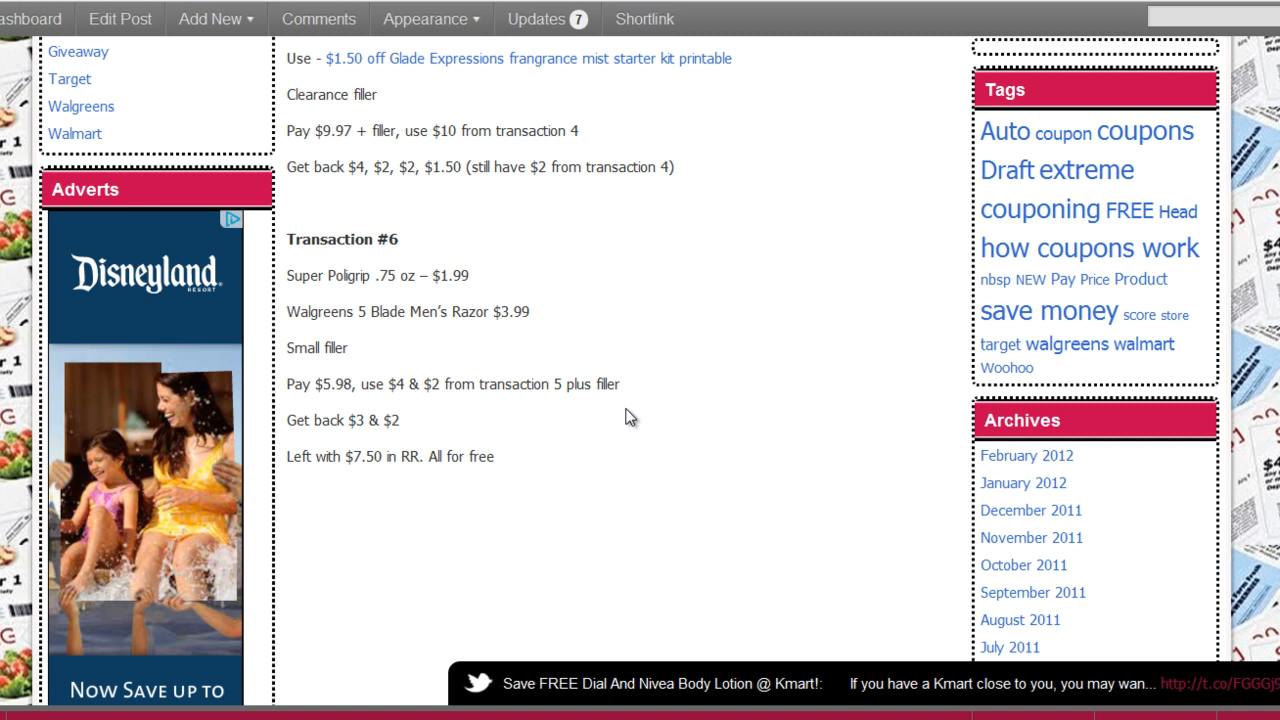 ashboard Edit Post Add New Comments Appearance Updates 7 Shortlink
Giveaway
Target
Walgreens
Walmart
Adverts
Disneyland
RESORT
NOW SAVE UP TO
Use - $1.50 off Glade Expressions frangrance mist starter kit printable
Clearance filler
Pay $9.97 + filler, use $10 from transaction 4
Get back $4, $2, $2, $1.50 (still have $2 from transaction 4)
Transaction #6
Super Poligrip .75 oz – $1.99
Walgreens 5 Blade Men’s Razor $3.99
Small filler
Pay $5.98, use $4 & $2 from transaction 5 plus filler
Get back $3 & $2
Left with $7.50 in RR. All for free
Tags
Auto coupon coupons
Draft extreme
couponing FREE Head
how coupons work
nbsp NEW Pay Price Product
save money score store
target walgreens walmart
Woohoo
Archives
February 2012
January 2012
December 2011
November 2011
October 2011
September 2011
August 2011
July 2011
Save FREE Dial And Nivea Body Lotion @ Kmart!: If you have a Kmart close to you, you may wan... http://t.co/FGGGj9